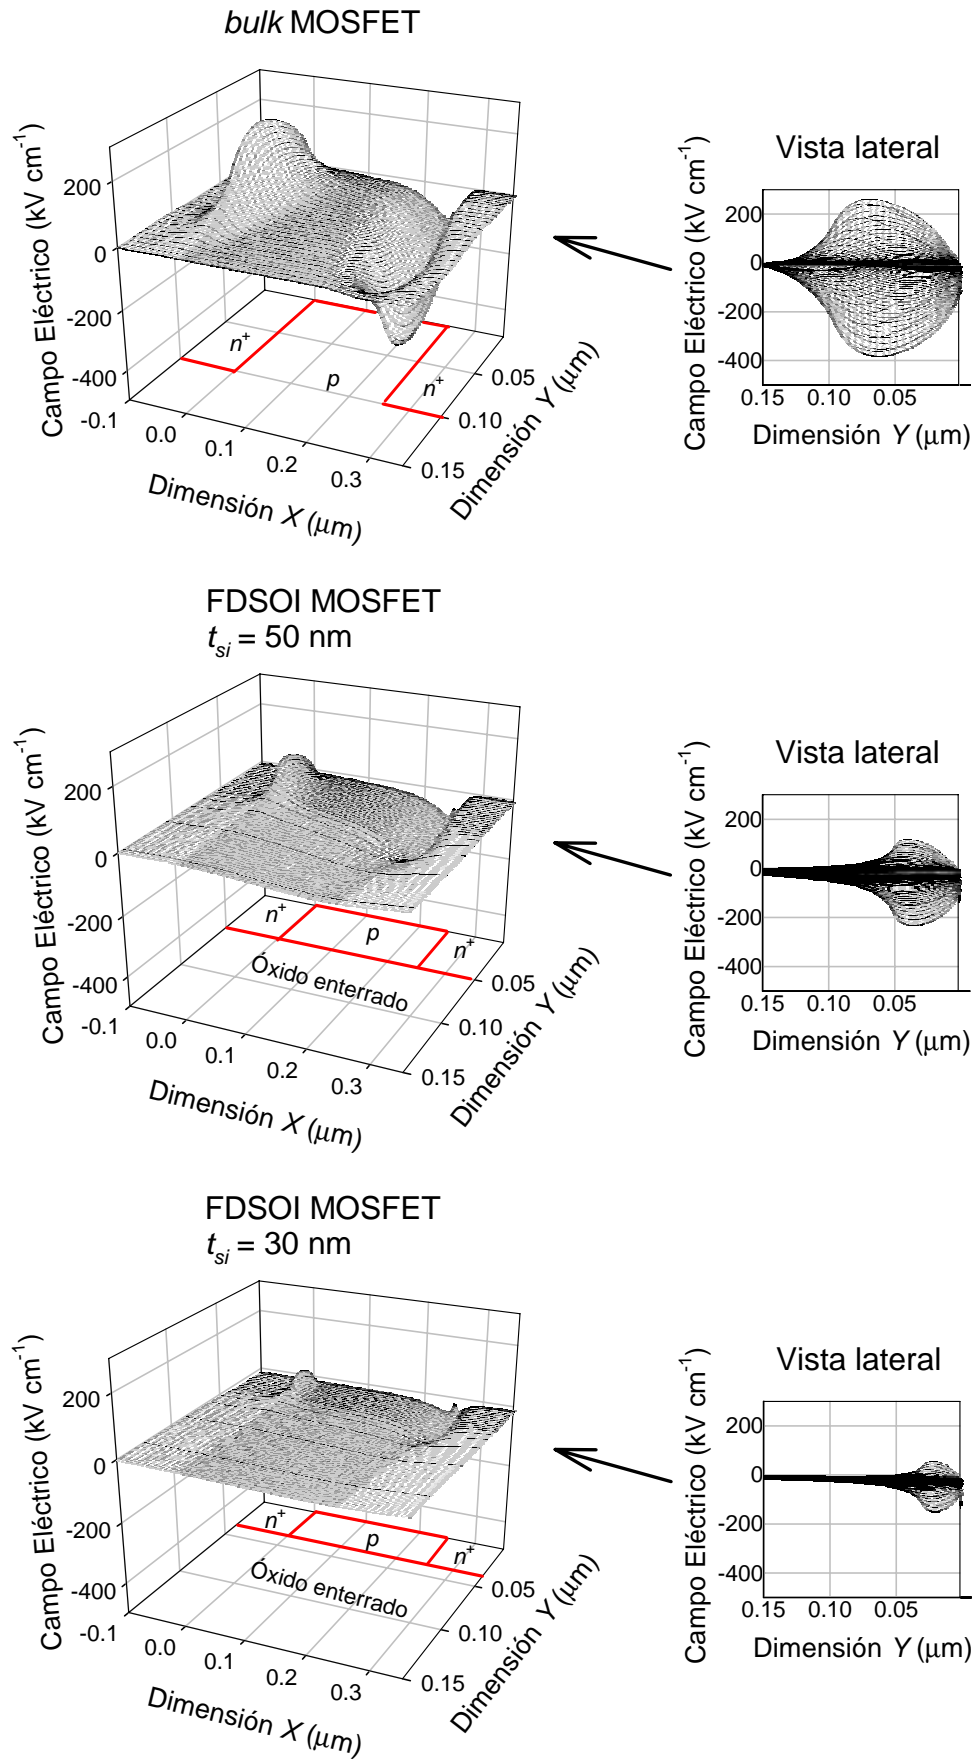 bulk MOSFET
Campo Eléctrico (kV cm⁻¹)
200
0
-200
-400
-0.1
0.0
0.1
0.2
0.3
Dimensión X (μm)
0.05
0.10
0.15
Dimensión Y (μm)
n⁺
p
n⁺
Vista lateral
Campo Eléctrico (kV cm⁻¹)
200
0
-200
-400
0.15 0.10 0.05
Dimensión Y (μm)
FDSOI MOSFET
tsi = 50 nm
Campo Eléctrico (kV cm⁻¹)
200
0
-200
-400
-0.1
0.0
0.1
0.2
0.3
Dimensión X (μm)
0.05
0.10
0.15
Dimensión Y (μm)
n⁺
p
n⁺
Óxido enterrado
Vista lateral
Campo Eléctrico (kV cm⁻¹)
200
0
-200
-400
0.15 0.10 0.05
Dimensión Y (μm)
FDSOI MOSFET
tsi = 30 nm
Campo Eléctrico (kV cm⁻¹)
200
0
-200
-400
-0.1
0.0
0.1
0.2
0.3
Dimensión X (μm)
0.05
0.10
0.15
Dimensión Y (μm)
n⁺
p
n⁺
Óxido enterrado
Vista lateral
Campo Eléctrico (kV cm⁻¹)
200
0
-200
-400
0.15 0.10 0.05
Dimensión Y (μm)